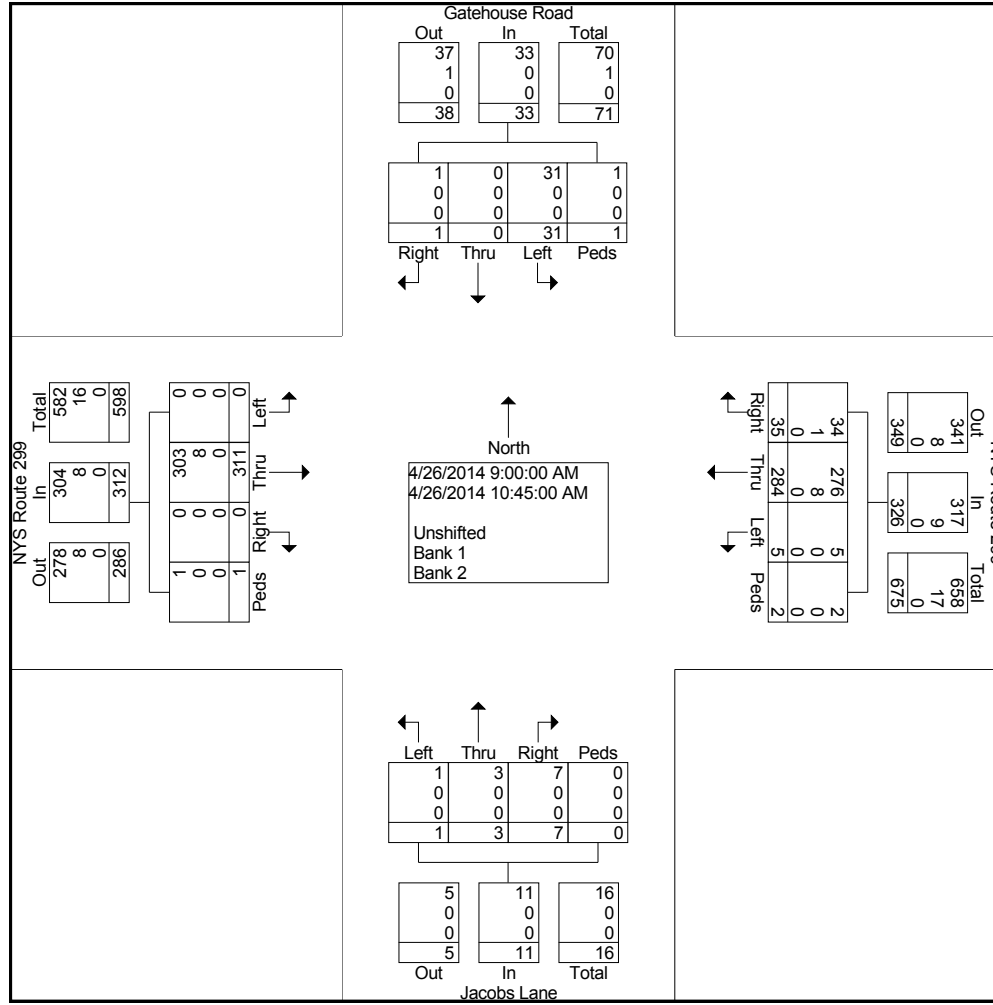 Gatehouse Road
Out In Total
37 33 70
1 0 1
0 0 0
38 33 71
1 0 31 1
0 0 0 0
0 0 0 0
1 0 31 1
Right Thru Left Peds
NYS Route 299
Total In Out
582 304 278
16 8 8
0 0 0
598 312 286
0 303 0 1
0 8 0 0
0 0 0 0
0 311 0 1
Left Thru Right Peds
North
4/26/2014 9:00:00 AM
4/26/2014 10:45:00 AM
Unshifted
Bank 1
Bank 2
Right Thru Left Peds
35 284 5 2
0 0 0 0
1 8 0 0
34 276 5 2
Out In Total
349 326 675
0 0 0
8 9 17
341 317 658
Left Thru Right Peds
1 3 7 0
0 0 0 0
0 0 0 0
1 3 7 0
5 11 16
0 0 0
0 0 0
5 11 16
Out In Total
Jacobs Lane